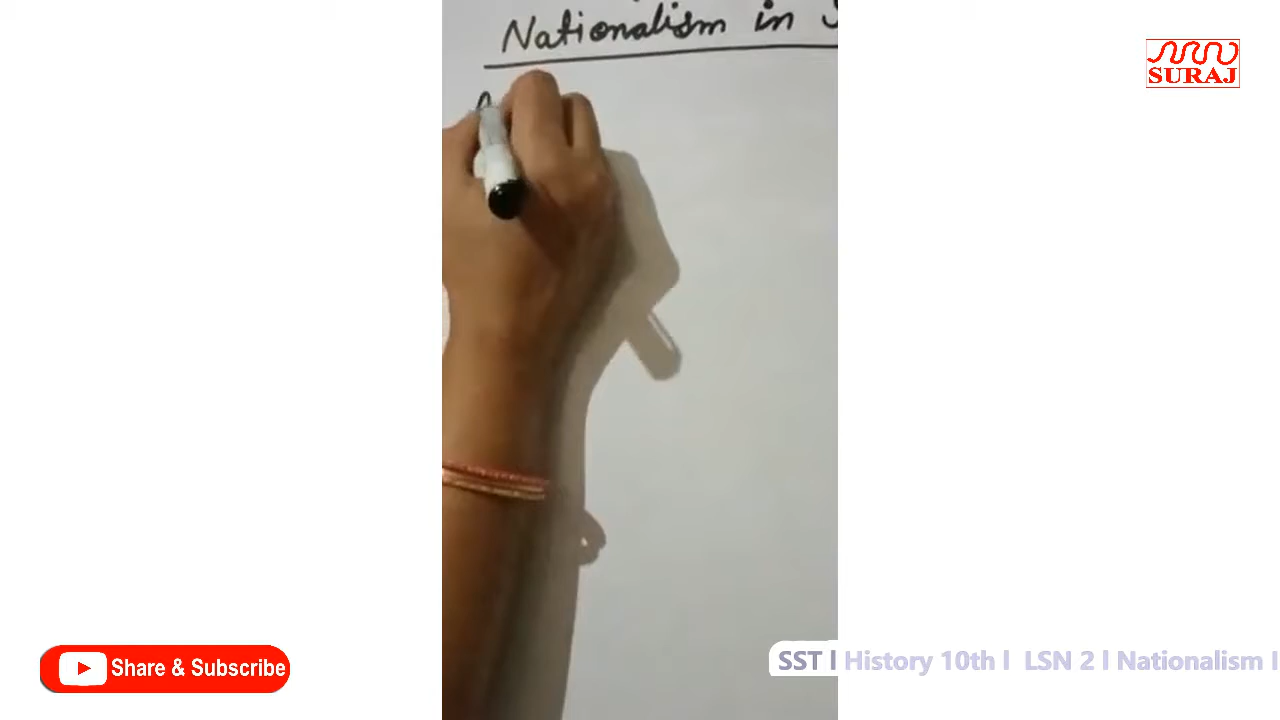 Nationalism in
SURAJ
Share & Subscribe
SST l History 10th l LSN 2 l Nationalism I